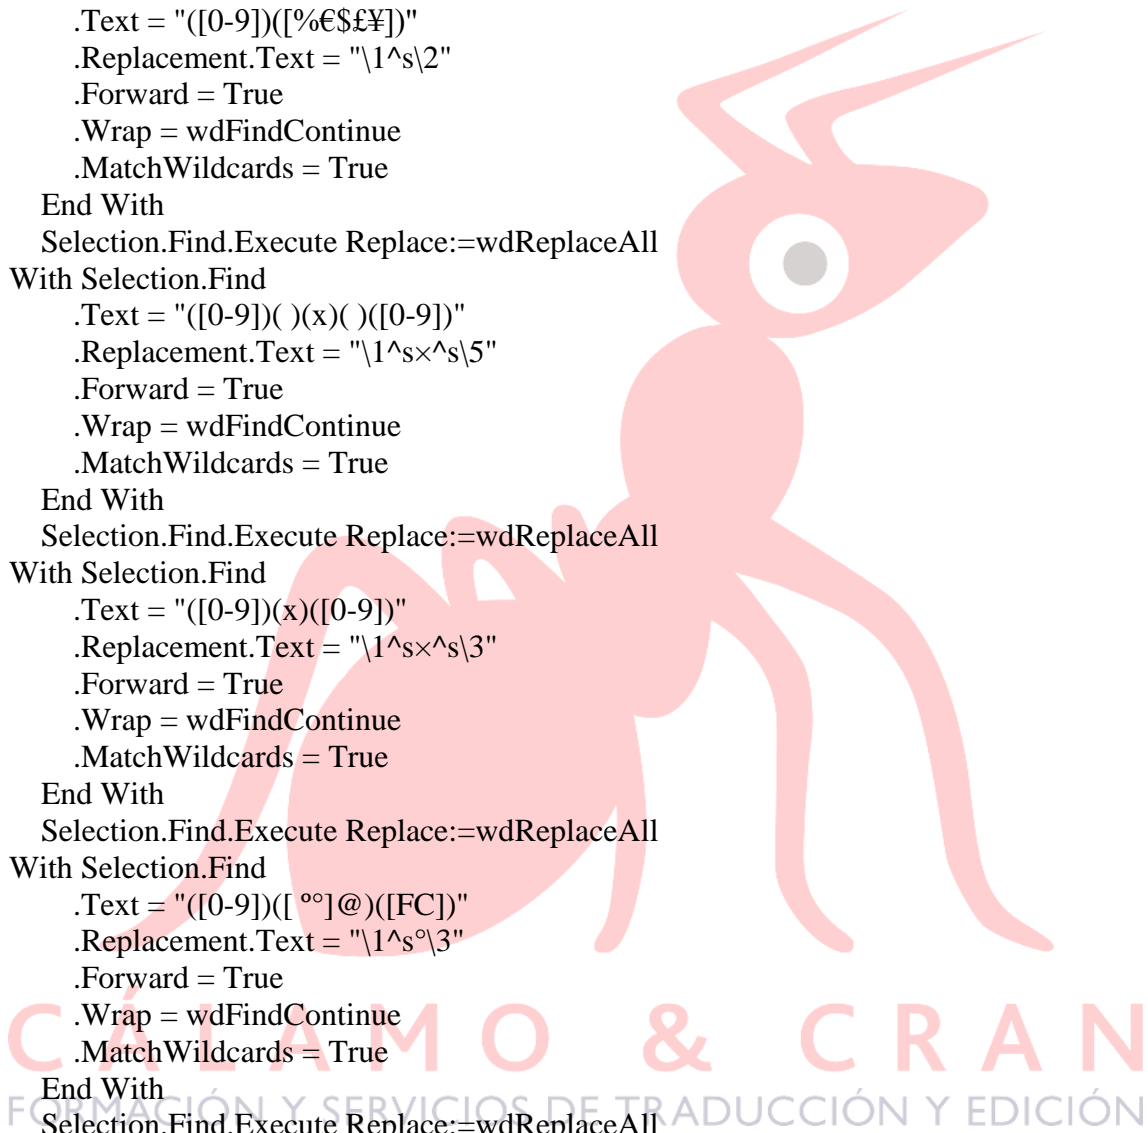 .Text = "([0-9])([%€$£¥])"
.Replacement.Text = "\1^s\2"
.Forward = True
.Wrap = wdFindContinue
.MatchWildcards = True
End With
Selection.Find.Execute Replace:=wdReplaceAll
With Selection.Find
.Text = "([0-9])( )(x)( )([0-9])"
.Replacement.Text = "\1^s×^s\5"
.Forward = True
.Wrap = wdFindContinue
.MatchWildcards = True
End With
Selection.Find.Execute Replace:=wdReplaceAll
With Selection.Find
.Text = "([0-9])(x)([0-9])"
.Replacement.Text = "\1^s×^s\3"
.Forward = True
.Wrap = wdFindContinue
.MatchWildcards = True
End With
Selection.Find.Execute Replace:=wdReplaceAll
With Selection.Find
.Text = "([0-9])([ º°]@)([FC])"
.Replacement.Text = "\1^s°\3"
.Forward = True
.Wrap = wdFindContinue
.MatchWildcards = True
End With
Selection.Find.Execute Replace:=wdReplaceAll
CÁLAMO & CRAN
FORMACIÓN Y SERVICIOS DE TRADUCCIÓN Y EDICIÓN